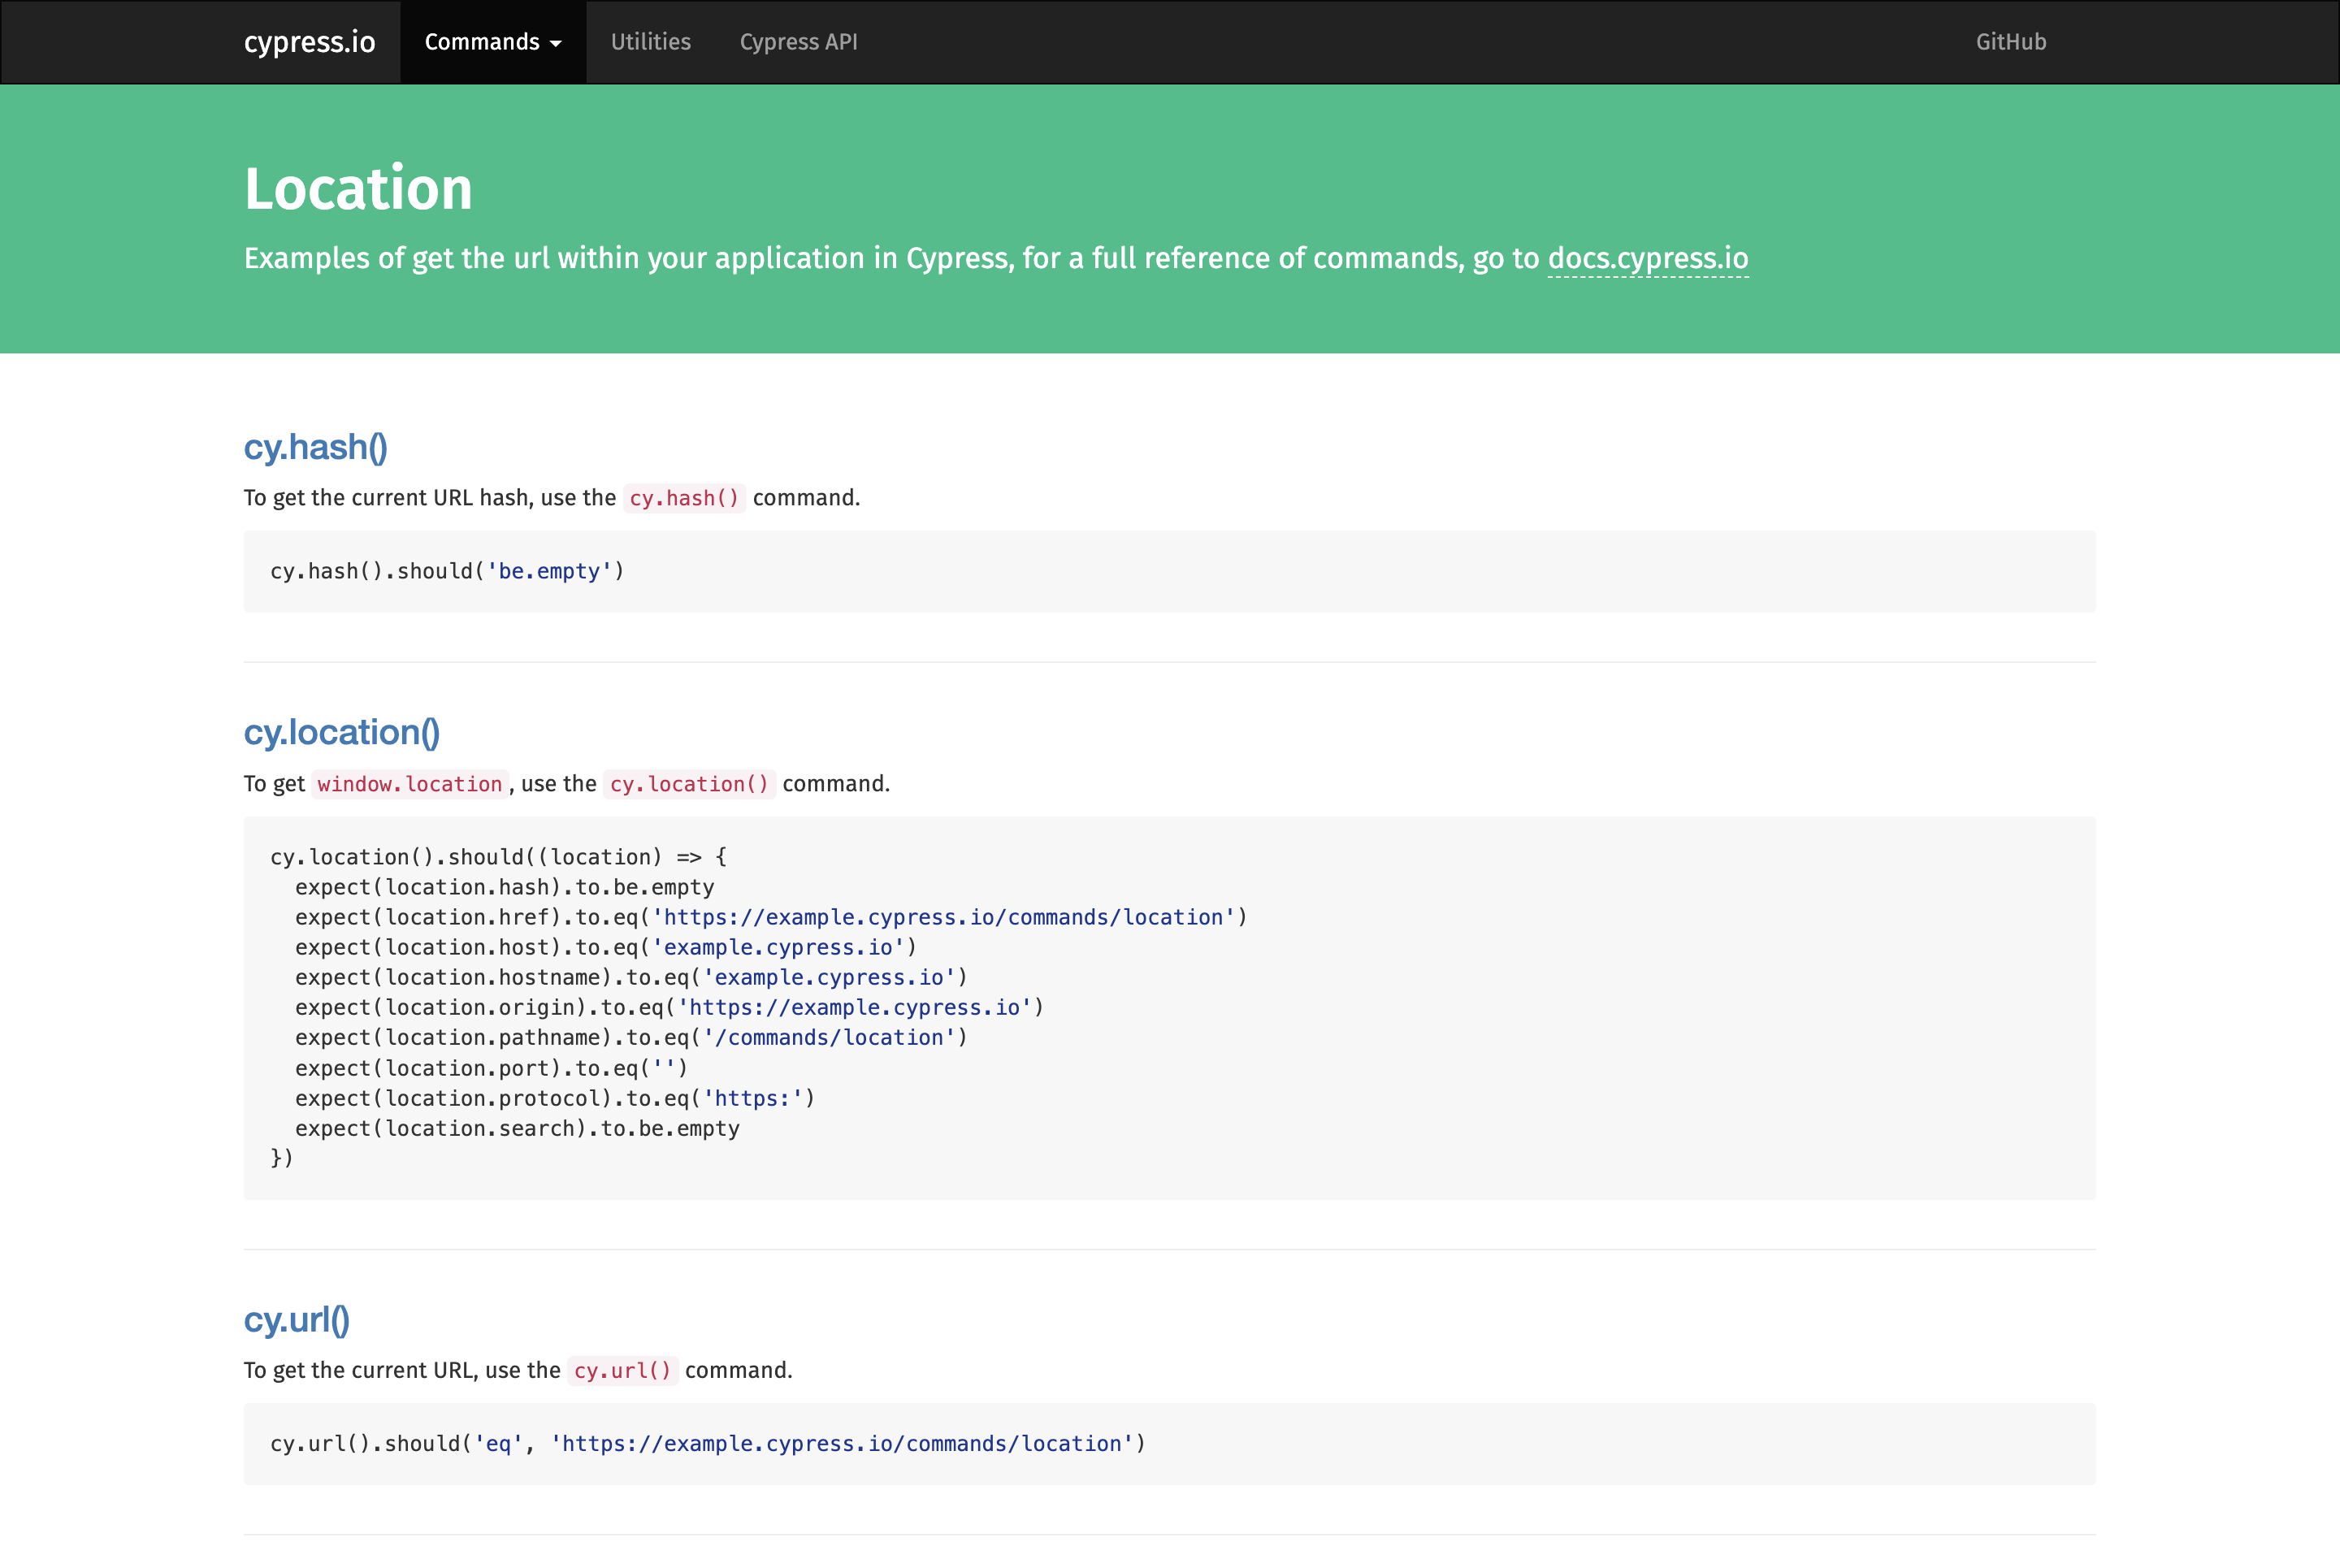 cypress.io Commands Utilities Cypress API GitHub
Location
Examples of get the url within your application in Cypress, for a full reference of commands, go to docs.cypress.io
cy.hash()
To get the current URL hash, use the cy.hash() command.
cy.hash().should('be.empty')
cy.location()
To get window.location, use the cy.location() command.
cy.location().should((location) => {
  expect(location.hash).to.be.empty
  expect(location.href).to.eq('https://example.cypress.io/commands/location')
  expect(location.host).to.eq('example.cypress.io')
  expect(location.hostname).to.eq('example.cypress.io')
  expect(location.origin).to.eq('https://example.cypress.io')
  expect(location.pathname).to.eq('/commands/location')
  expect(location.port).to.eq('')
  expect(location.protocol).to.eq('https:')
  expect(location.search).to.be.empty
})
cy.url()
To get the current URL, use the cy.url() command.
cy.url().should('eq', 'https://example.cypress.io/commands/location')